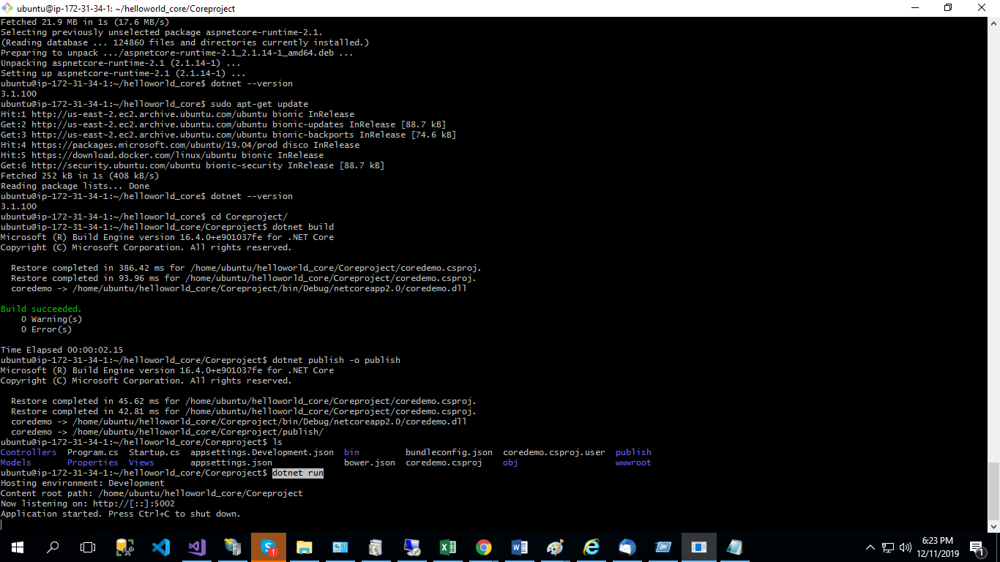 ubuntu@ip-172-31-34-1: ~/helloworld_core/Coreproject
Fetched 21.9 MB in 1s (17.6 MB/s)
Selecting previously unselected package aspnetcore-runtime-2.1.
(Reading database ... 124860 files and directories currently installed.)
Preparing to unpack .../aspnetcore-runtime-2.1_2.1.14-1_amd64.deb ...
Unpacking aspnetcore-runtime-2.1 (2.1.14-1) ...
Setting up aspnetcore-runtime-2.1 (2.1.14-1) ...
ubuntu@ip-172-31-34-1:~/helloworld_core$ dotnet --version
3.1.100
ubuntu@ip-172-31-34-1:~/helloworld_core$ sudo apt-get update
Hit:1 http://us-east-2.ec2.archive.ubuntu.com/ubuntu bionic InRelease
Get:2 http://us-east-2.ec2.archive.ubuntu.com/ubuntu bionic-updates InRelease [88.7 kB]
Get:3 http://us-east-2.ec2.archive.ubuntu.com/ubuntu bionic-backports InRelease [74.6 kB]
Hit:4 https://packages.microsoft.com/ubuntu/19.04/prod disco InRelease
Hit:5 https://download.docker.com/linux/ubuntu bionic InRelease
Get:6 http://security.ubuntu.com/ubuntu bionic-security InRelease [88.7 kB]
Fetched 252 kB in 1s (408 kB/s)
Reading package lists... Done
ubuntu@ip-172-31-34-1:~/helloworld_core$ dotnet --version
3.1.100
ubuntu@ip-172-31-34-1:~/helloworld_core$ cd Coreproject/
ubuntu@ip-172-31-34-1:~/helloworld_core/Coreproject$ dotnet build
Microsoft (R) Build Engine version 16.4.0+e901037fe for .NET Core
Copyright (C) Microsoft Corporation. All rights reserved.
Restore completed in 386.42 ms for /home/ubuntu/helloworld_core/Coreproject/coredemo.csproj.
Restore completed in 93.96 ms for /home/ubuntu/helloworld_core/Coreproject/coredemo.csproj.
coredemo -> /home/ubuntu/helloworld_core/Coreproject/bin/Debug/netcoreapp2.0/coredemo.dll
Build succeeded.
0 Warning(s)
0 Error(s)
Time Elapsed 00:00:02.15
ubuntu@ip-172-31-34-1:~/helloworld_core/Coreproject$ dotnet publish -o publish
Microsoft (R) Build Engine version 16.4.0+e901037fe for .NET Core
Copyright (C) Microsoft Corporation. All rights reserved.
Restore completed in 45.62 ms for /home/ubuntu/helloworld_core/Coreproject/coredemo.csproj.
Restore completed in 42.81 ms for /home/ubuntu/helloworld_core/Coreproject/coredemo.csproj.
coredemo -> /home/ubuntu/helloworld_core/Coreproject/bin/Debug/netcoreapp2.0/coredemo.dll
coredemo -> /home/ubuntu/helloworld_core/Coreproject/publish/
ubuntu@ip-172-31-34-1:~/helloworld_core/Coreproject$ ls
Controllers Program.cs Startup.cs appsettings.Development.json bin bundleconfig.json coredemo.csproj.user publish
Models Properties Views appsettings.json bower.json coredemo.csproj obj wwwroot
ubuntu@ip-172-31-34-1:~/helloworld_core/Coreproject$ dotnet run
Hosting environment: Development
Content root path: /home/ubuntu/helloworld_core/Coreproject
Now listening on: http://[::]:5002
Application started. Press Ctrl+C to shut down.
6:23 PM
12/11/2019